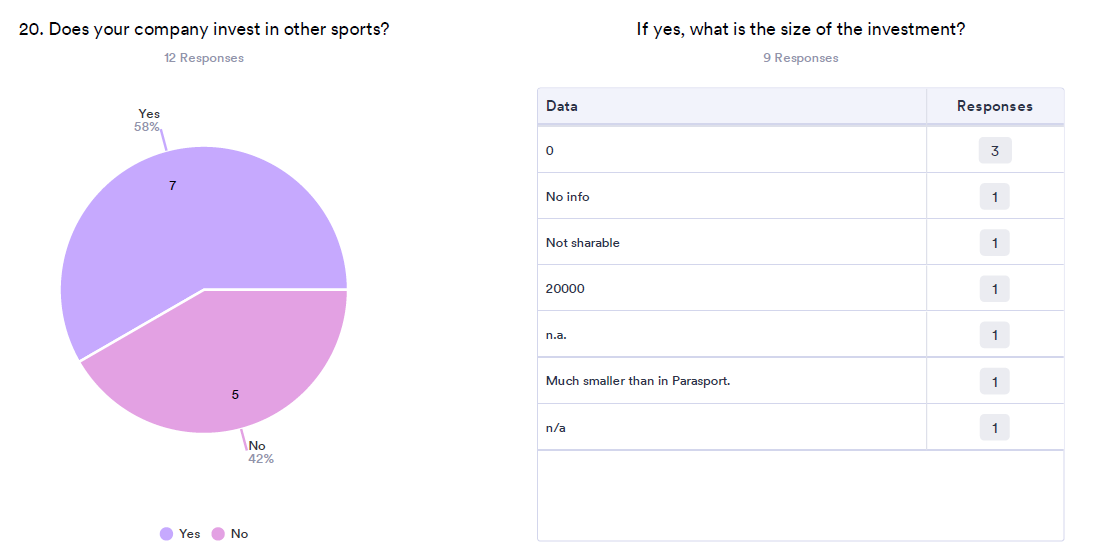 20. Does your company invest in other sports?
12 Responses
Yes
58%
7
5
No
42%
Yes No
If yes, what is the size of the investment?
9 Responses
Data Responses
0 3
No info 1
Not sharable 1
20000 1
n.a. 1
Much smaller than in Parasport. 1
n/a 1